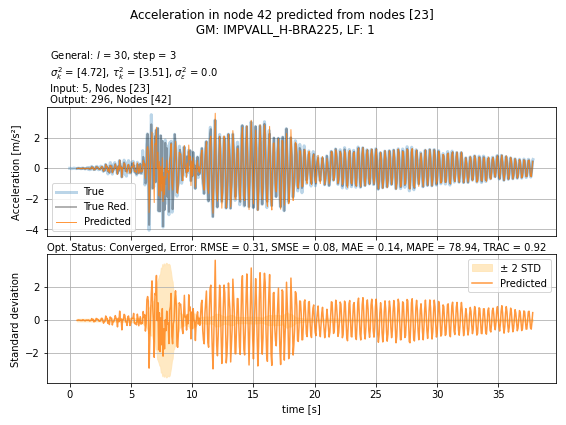 Acceleration in node 42 predicted from nodes [23]
GM: IMPVALL_H-BRA225, LF: 1
General: l = 30, step = 3
σ²ₖ = [4.72], τ²ₖ = [3.51], σ²ε = 0.0
Input: 5, Nodes [23]
Output: 296, Nodes [42]
Acceleration [m/s²]
2
0
−2
−4
True
True Red.
Predicted
Opt. Status: Converged, Error: RMSE = 0.31, SMSE = 0.08, MAE = 0.14, MAPE = 78.94, TRAC = 0.92
Standard deviation
2
0
−2
± 2 STD
Predicted
0 5 10 15 20 25 30 35
time [s]